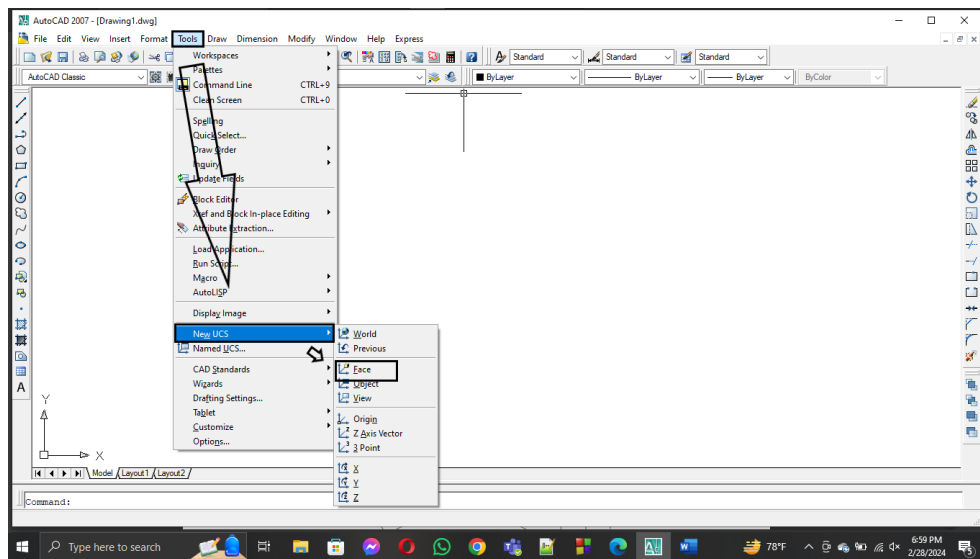 AutoCAD 2007 - [Drawing1.dwg]
File Edit View Insert Format Tools Draw Dimension Modify Window Help Express
Standard Standard Standard
AutoCAD Classic ByLayer ByLayer ByLayer ByColor
Workspaces
Palettes
Command Line CTRL+9
Clean Screen CTRL+0
Spelling
Quick Select...
Draw Order
Inquiry
Update Fields
Block Editor
Xref and Block In-place Editing
Attribute Extraction...
Load Application...
Run Script...
Macro
AutoLISP
Display Image
New UCS
Named UCS...
CAD Standards
Wizards
Drafting Settings...
Tablet
Customize
Options...
World
Previous
Face
Object
View
Origin
Z Axis Vector
3 Point
X
Y
Z
A
Y
X
Model Layout1 Layout2
Command:
Type here to search
78°F
6:59 PM
2/28/2024